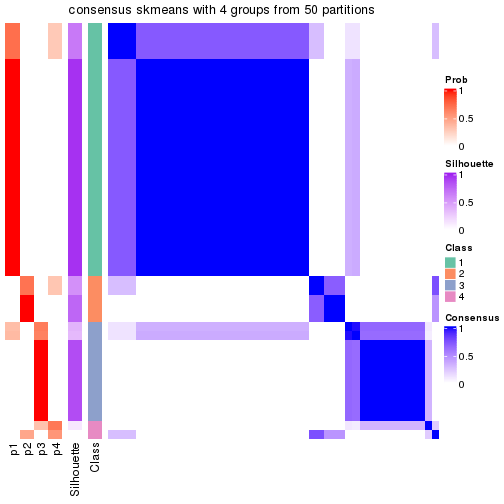 consensus skmeans with 4 groups from 50 partitions
Prob
1
0.5
0
Silhouette
1
0.5
0
Class
1
2
3
4
Consensus
1
0.5
0
p1
p2
p3
p4
Silhouette
Class